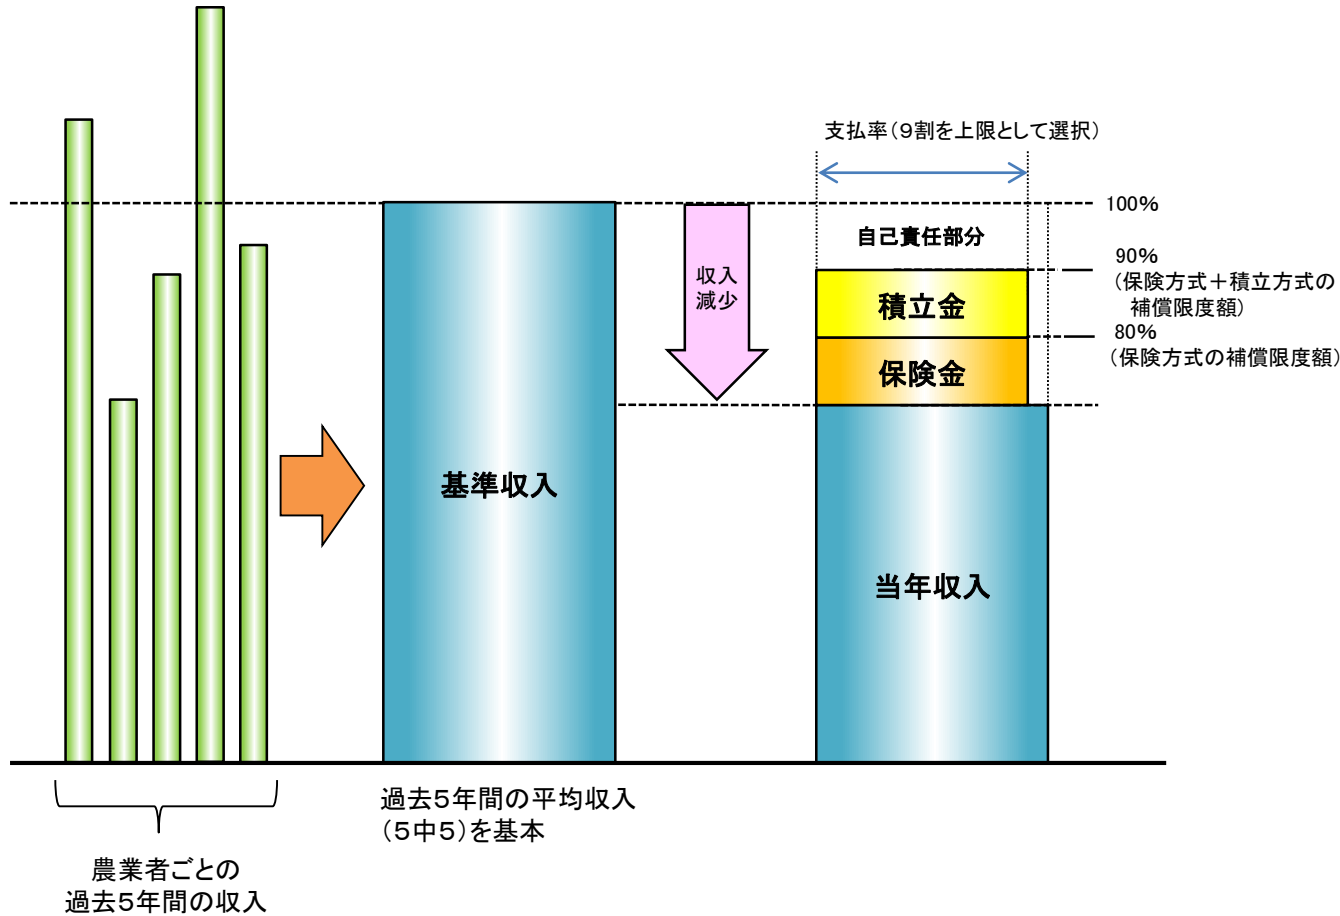 支払率(9割を上限として選択)
100%
自己責任部分
90%
(保険方式+積立方式の
補償限度額)
収入
減少
積立金
80%
(保険方式の補償限度額)
保険金
基準収入
当年収入
過去5年間の平均収入
(5中5)を基本
農業者ごとの
過去5年間の収入